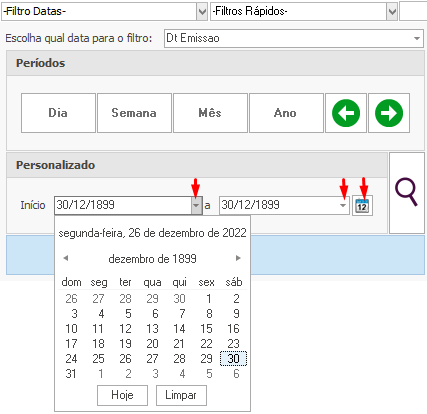 -Filtro Datas- -Filtros Rápidos-
Escolha qual data para o filtro: Dt Emissao
Períodos
Dia Semana Mês Ano
Personalizado
Início 30/12/1899 a 30/12/1899 12
segunda-feira, 26 de dezembro de 2022
dezembro de 1899
dom seg ter qua qui sex sáb
26 27 28 29 30 1 2
3 4 5 6 7 8 9
10 11 12 13 14 15 16
17 18 19 20 21 22 23
24 25 26 27 28 29 30
31 1 2 3 4 5 6
Hoje Limpar